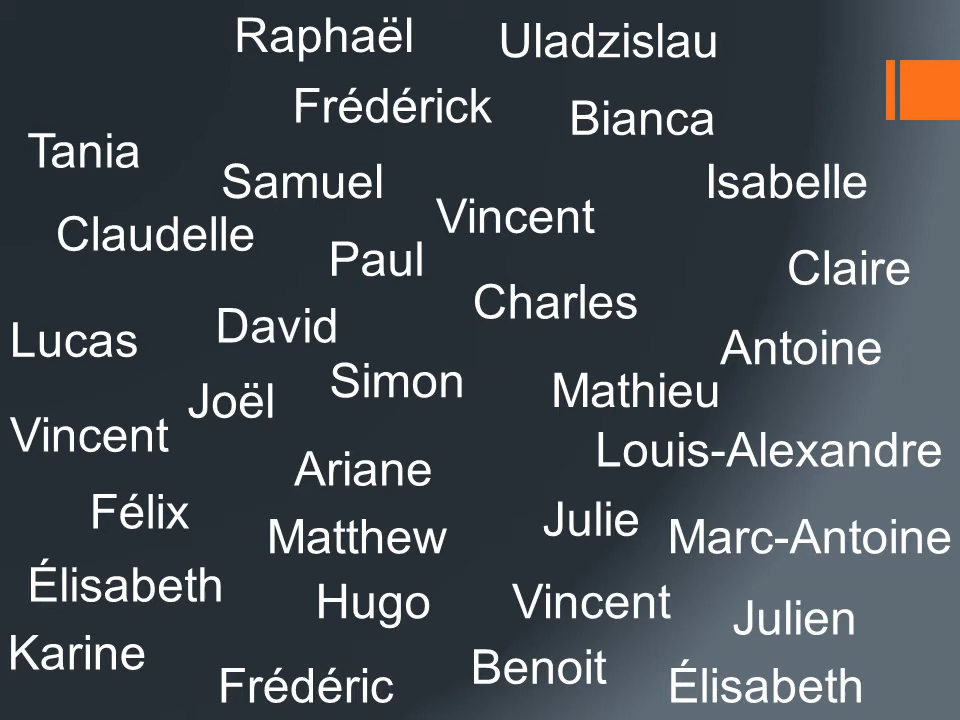 Raphaël
Uladzislau
Frédérick
Bianca
Tania
Samuel
Isabelle
Vincent
Claudelle
Paul
Claire
Charles
David
Lucas
Antoine
Simon
Mathieu
Joël
Vincent
Louis-Alexandre
Ariane
Félix
Julie
Matthew
Marc-Antoine
Élisabeth
Hugo
Vincent
Julien
Karine
Benoit
Frédéric
Élisabeth